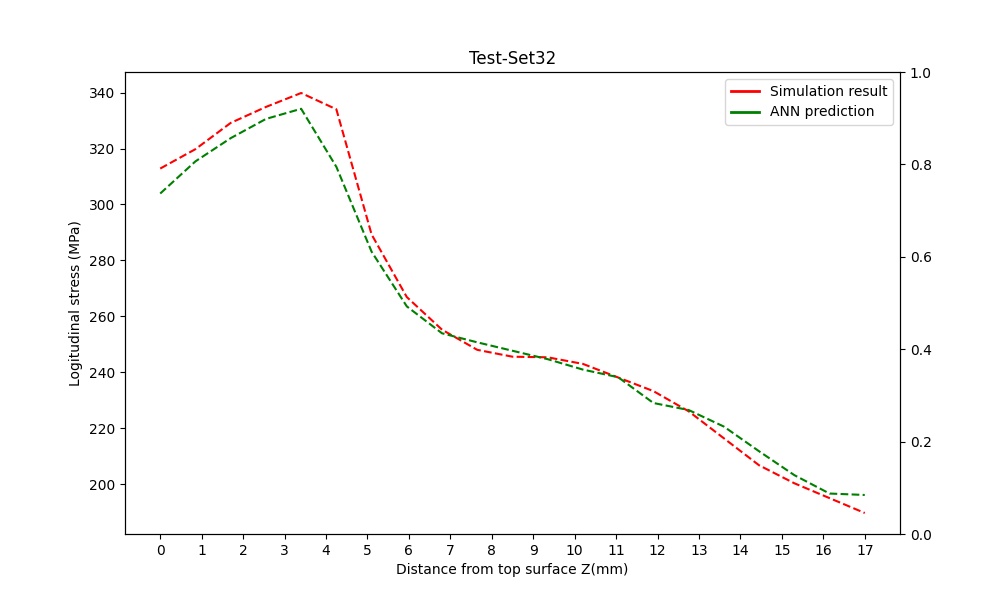 Test-Set32
Simulation result
ANN prediction
Logitudinal stress (MPa)
340
320
300
280
260
240
220
200
1.0
0.8
0.6
0.4
0.2
0.0
0 1 2 3 4 5 6 7 8 9 10 11 12 13 14 15 16 17
Distance from top surface Z(mm)